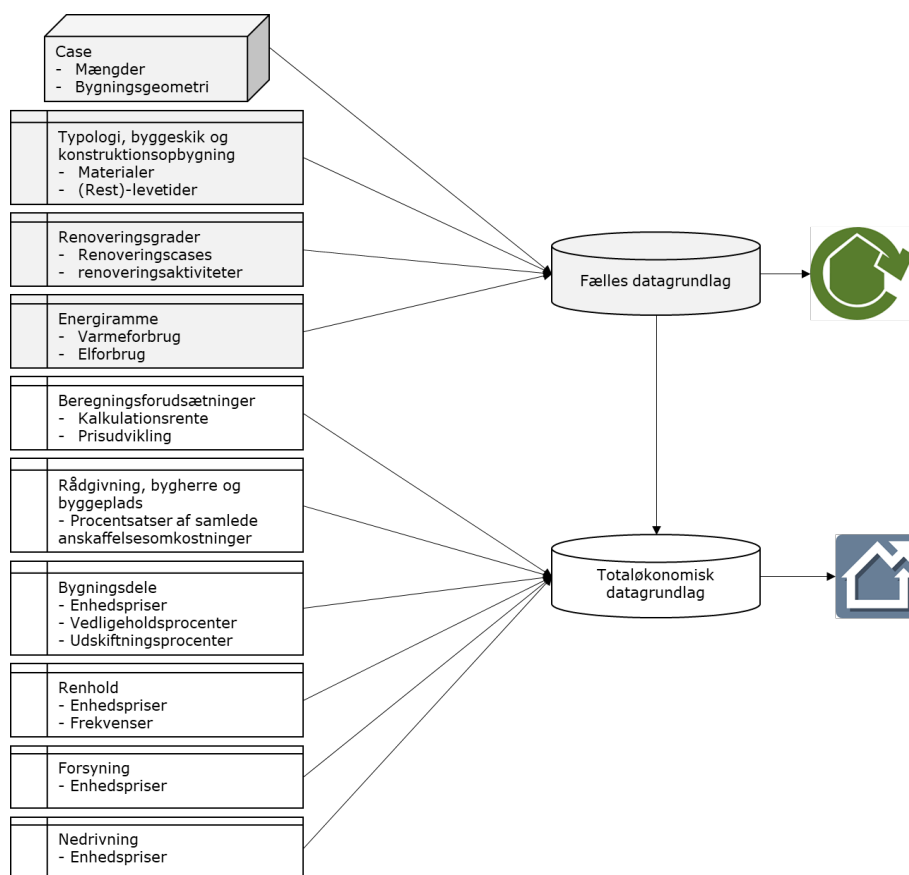 Case
- Mængder
- Bygningsgeometri
Typologi, byggeskik og
konstruktionsopbygning
- Materialer
- (Rest)-levetider
Renoveringsgrader
- Renoveringscases
- renoveringsaktiviteter
Energiramme
- Varmeforbrug
- Elforbrug
Beregningsforudsætninger
- Kalkulationsrente
- Prisudvikling
Rådgivning, bygherre og
byggeplads
- Procentsatser af samlede
anskaffelsesomkostninger
Bygningsdele
- Enhedspriser
- Vedligeholdsprocenter
- Udskiftningsprocenter
Renhold
- Enhedspriser
- Frekvenser
Forsyning
- Enhedspriser
Nedrivning
- Enhedspriser
Fælles datagrundlag
Totaløkonomisk
datagrundlag